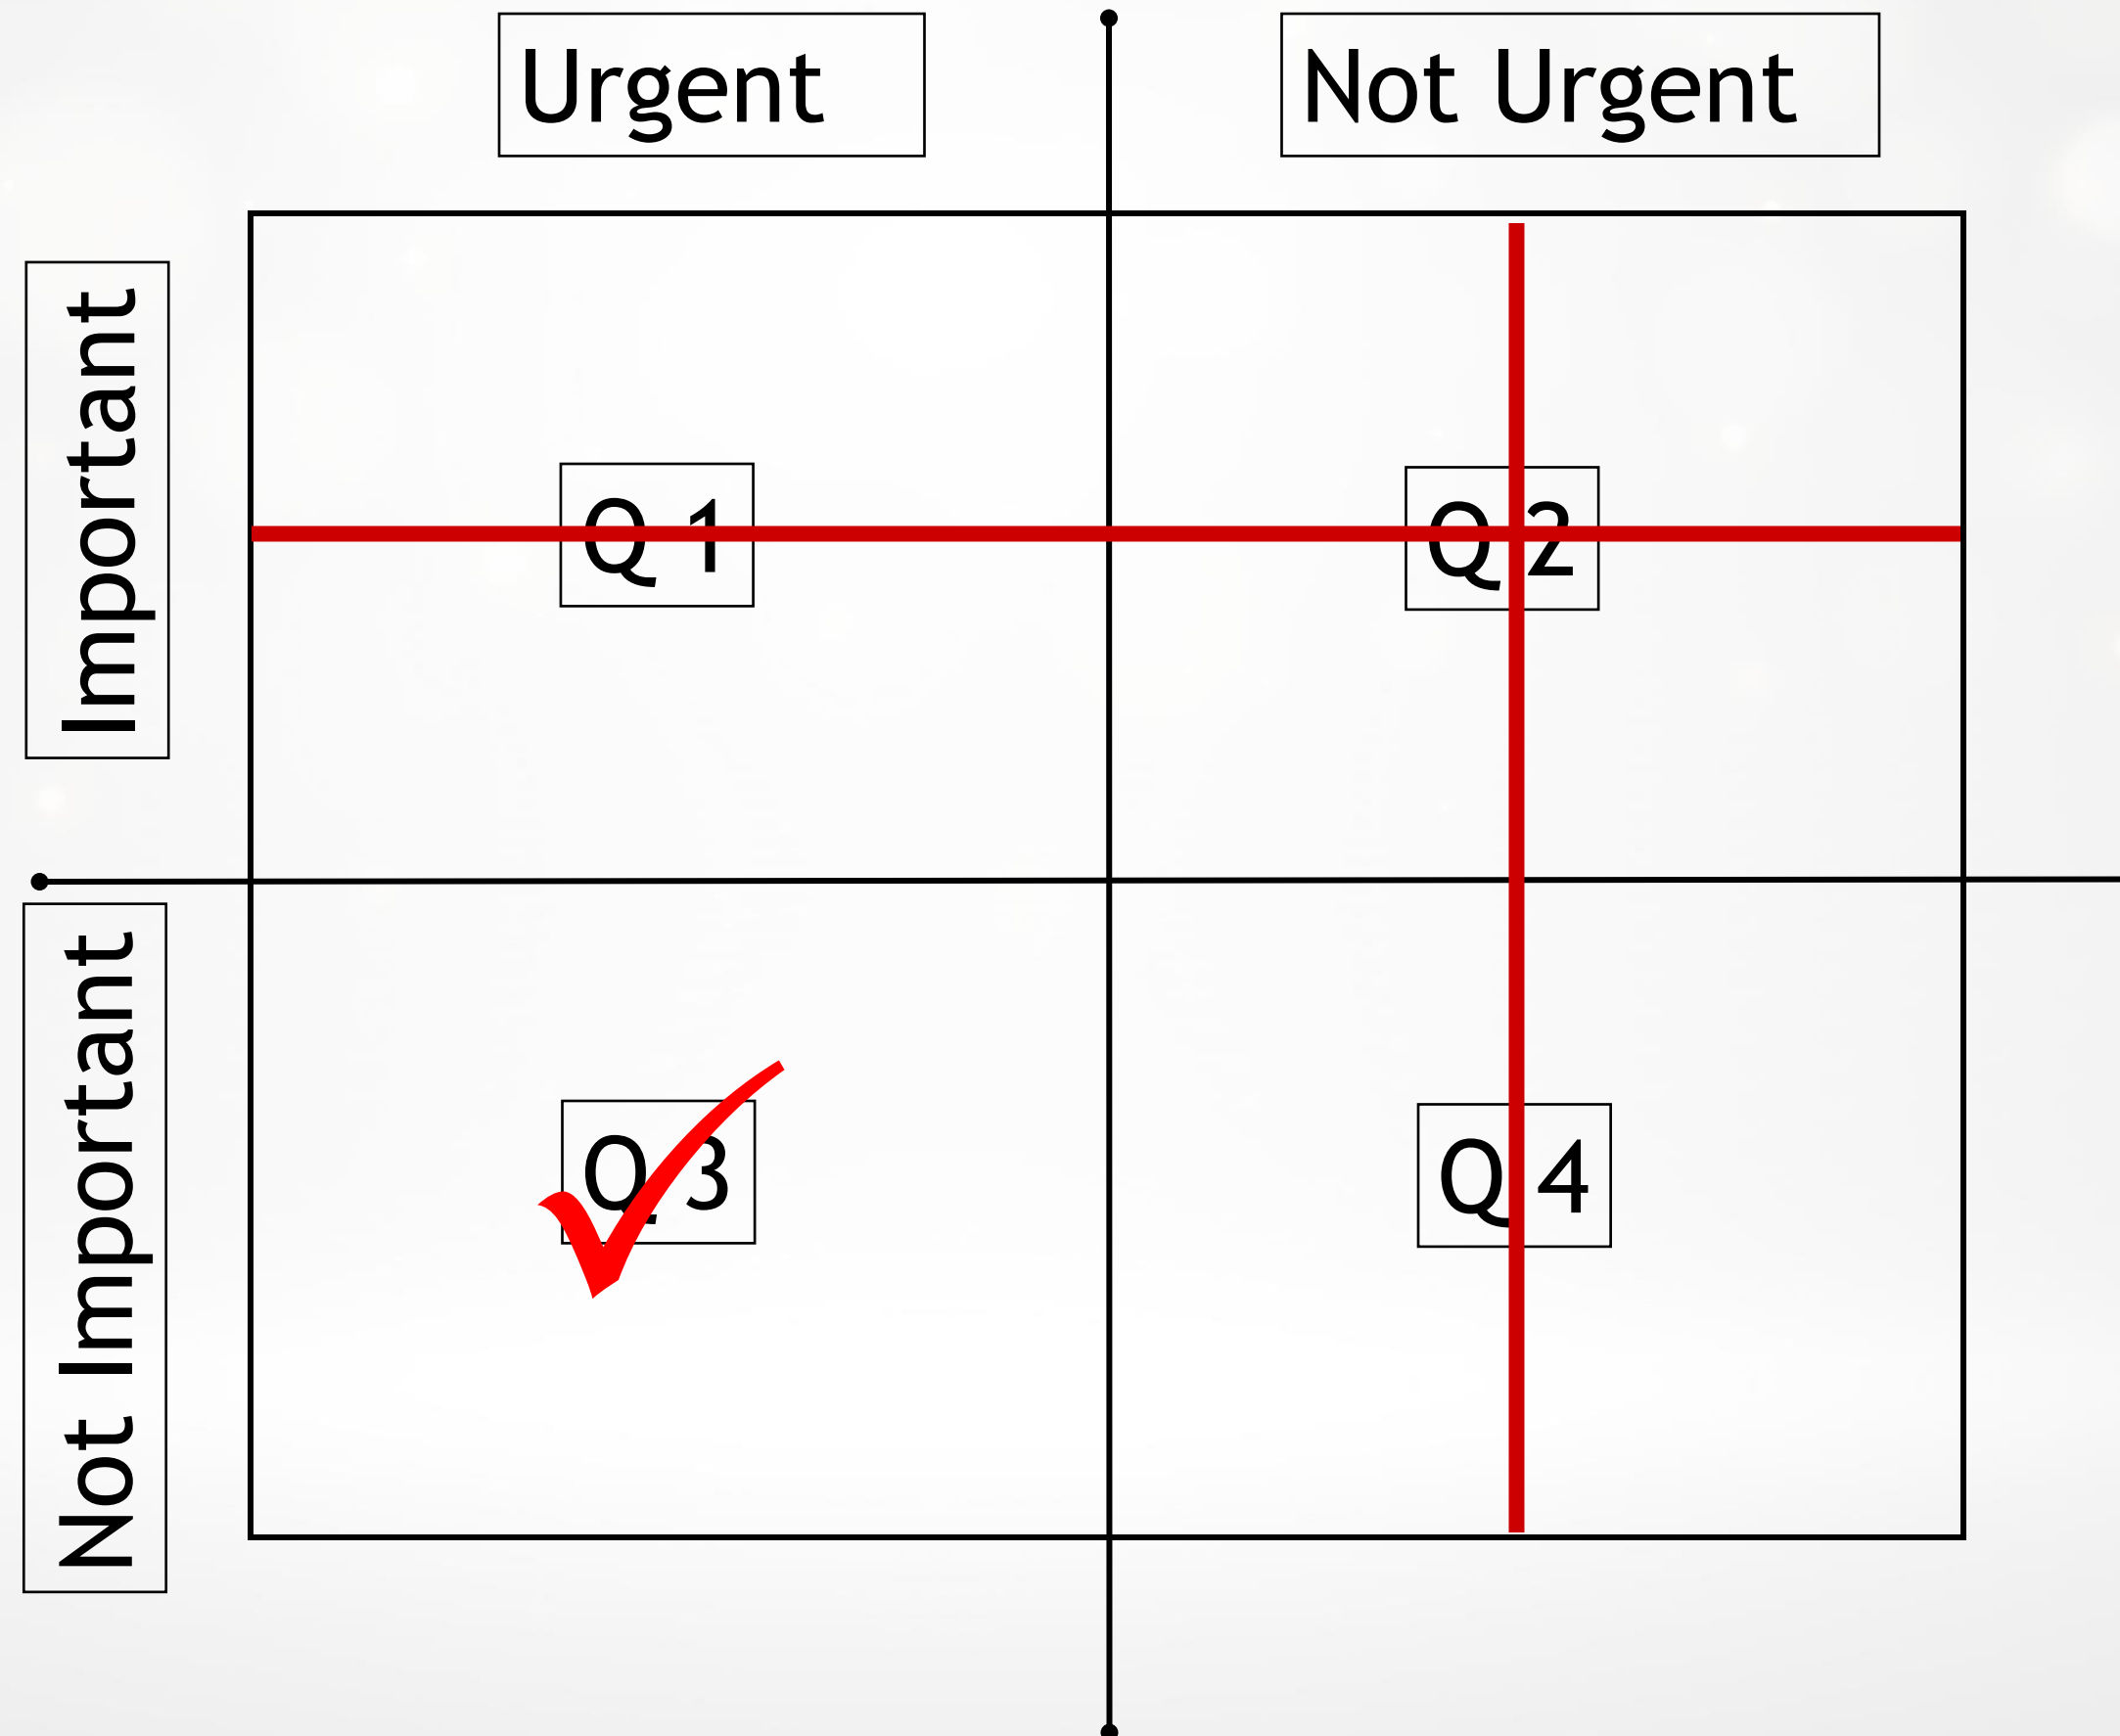 Urgent
Not Urgent
Important
Q 1
Q 2
Not Important
Q 3
Q 4